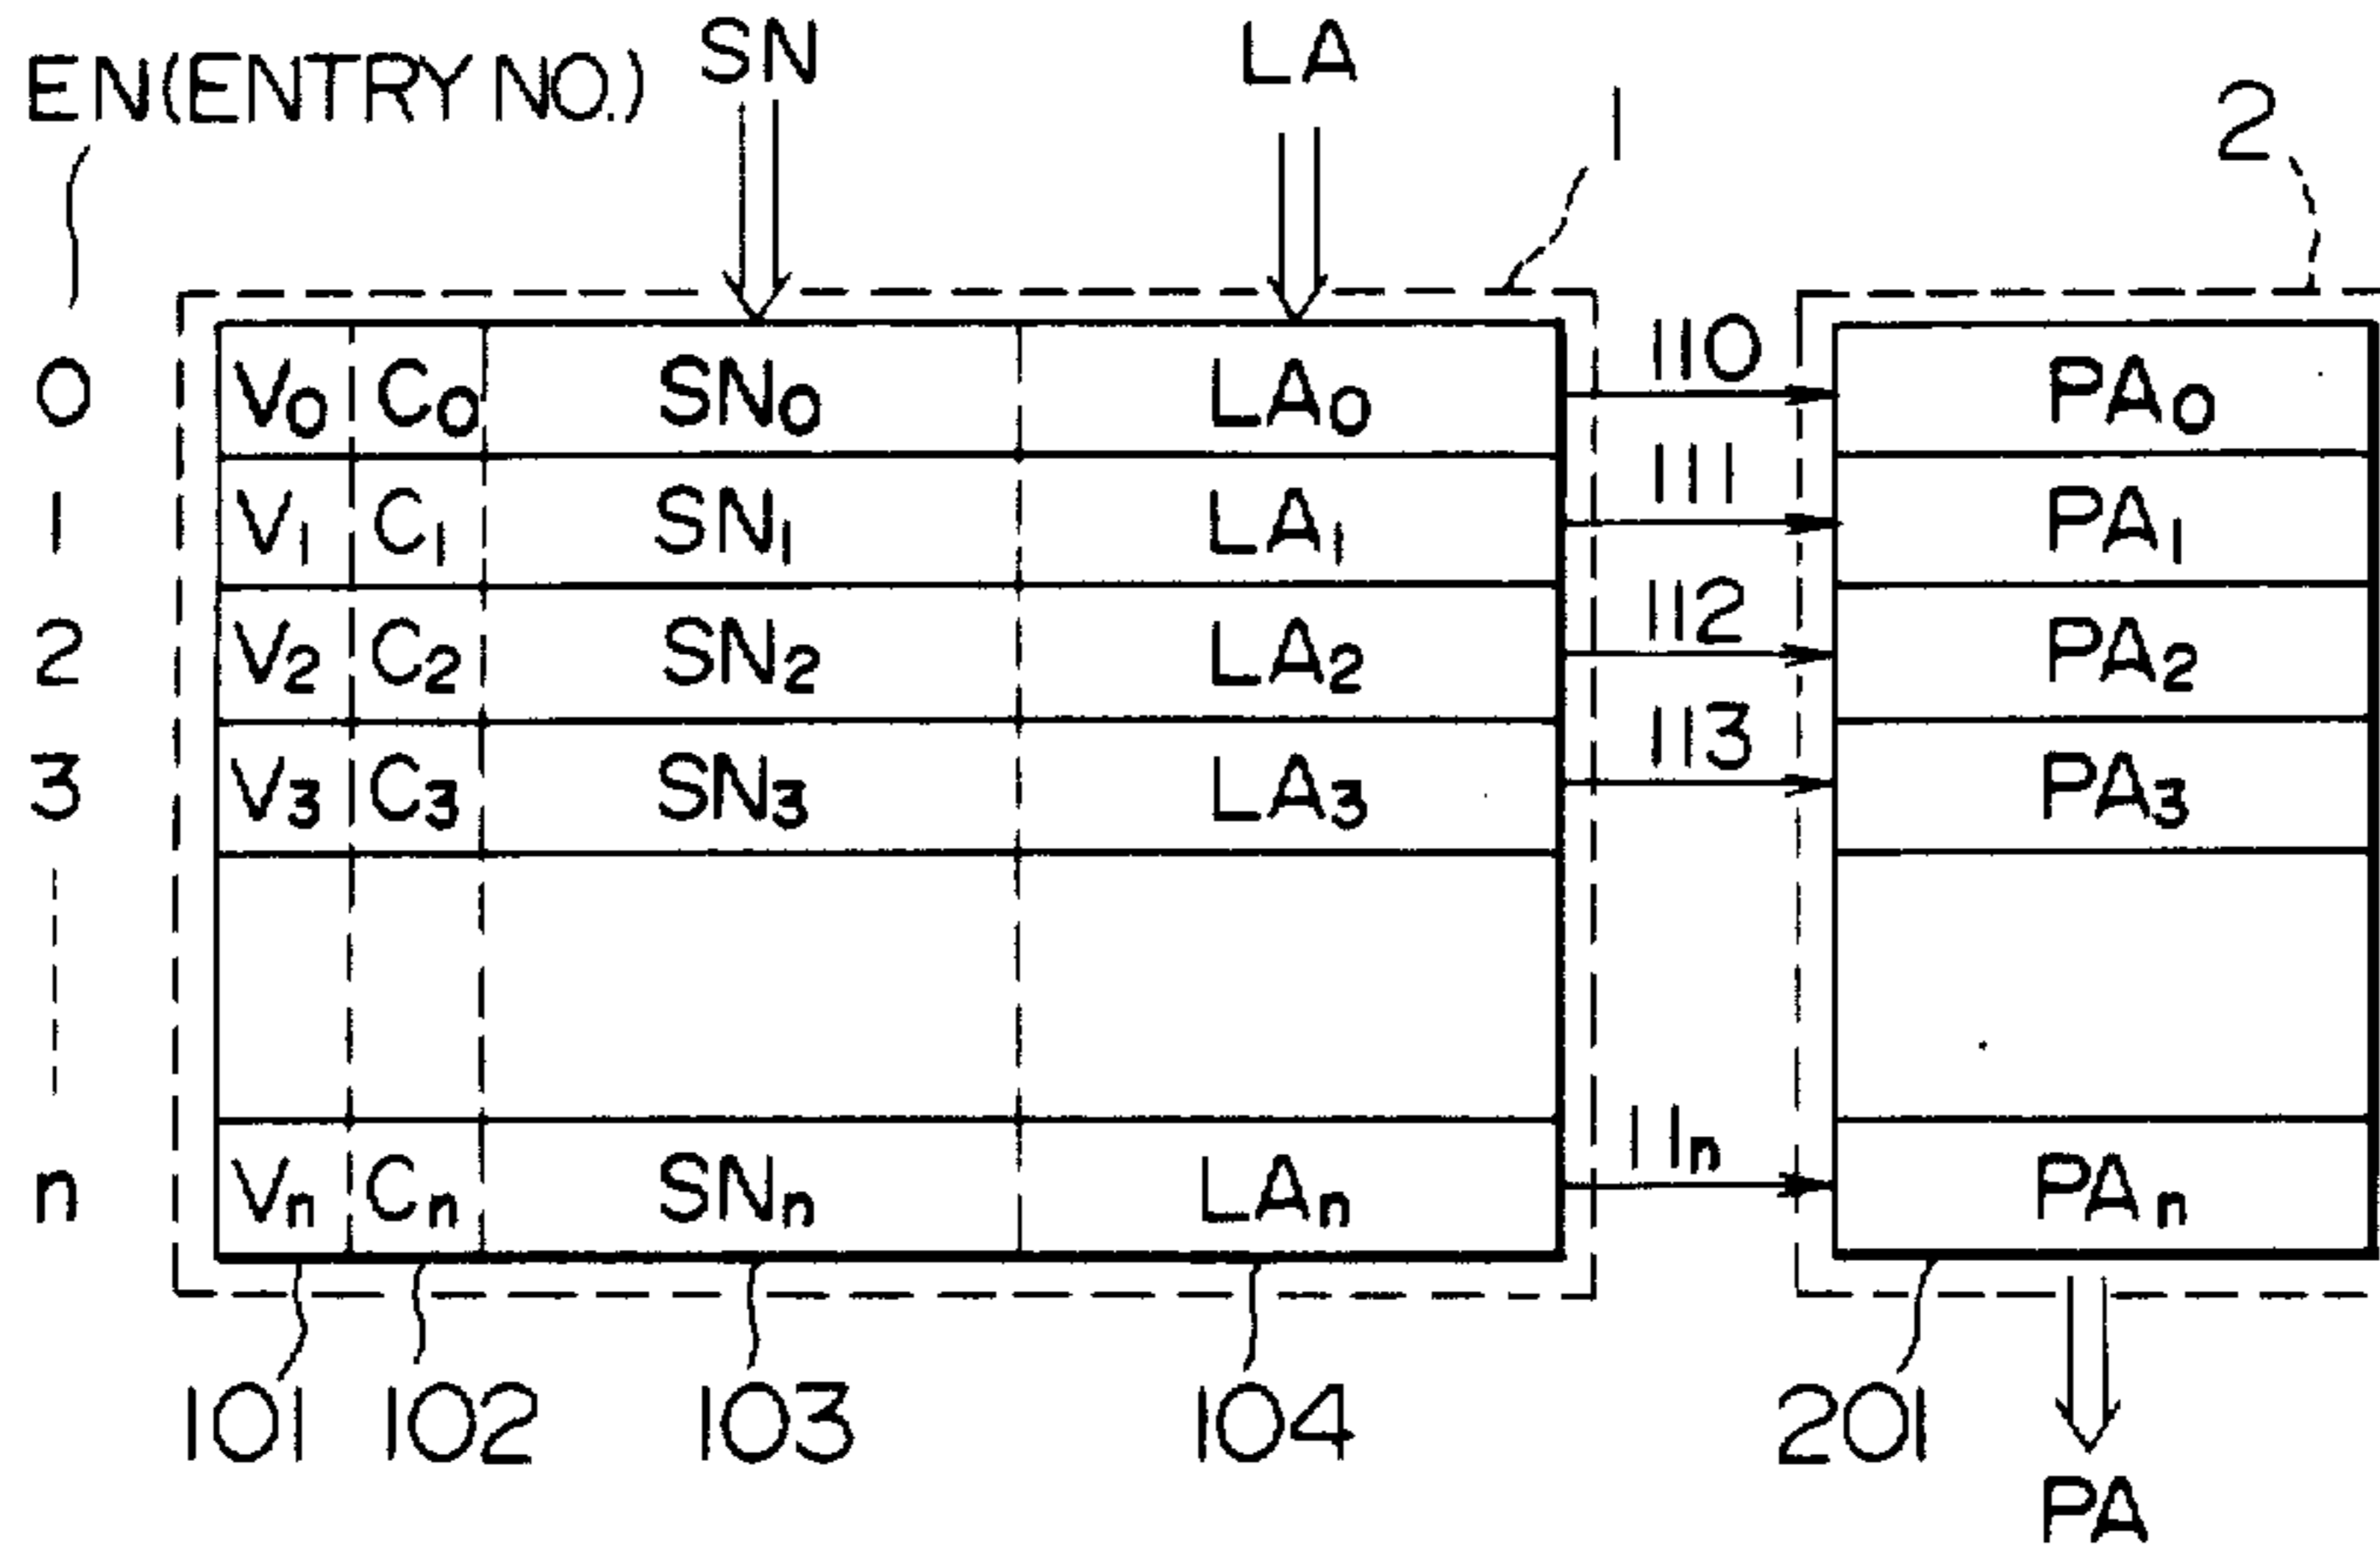 EN(ENTRY NO.) SN LA 1 2
0 V0 C0 SN0 LA0 110 PA0
1 V1 C1 SN1 LA1 111 PA1
2 V2 C2 SN2 LA2 112 PA2
3 V3 C3 SN3 LA3 113 PA3
n Vn Cn SNn LAn 11n PAn
101 102 103 104 201
PA